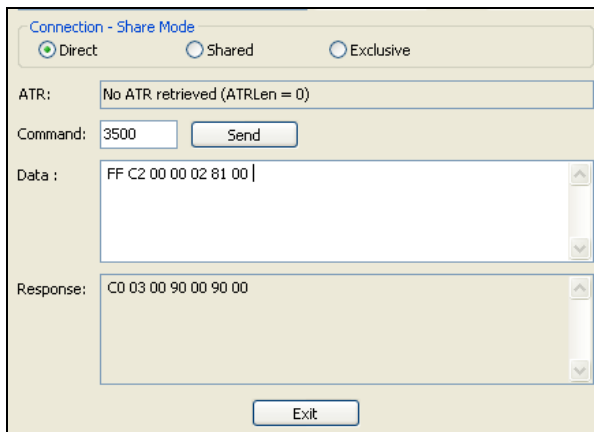 Connection - Share Mode
Direct Shared Exclusive
ATR: No ATR retrieved (ATRLen = 0)
Command: 3500 Send
Data : FF C2 00 00 02 81 00
Response: C0 03 00 90 00 90 00
Exit